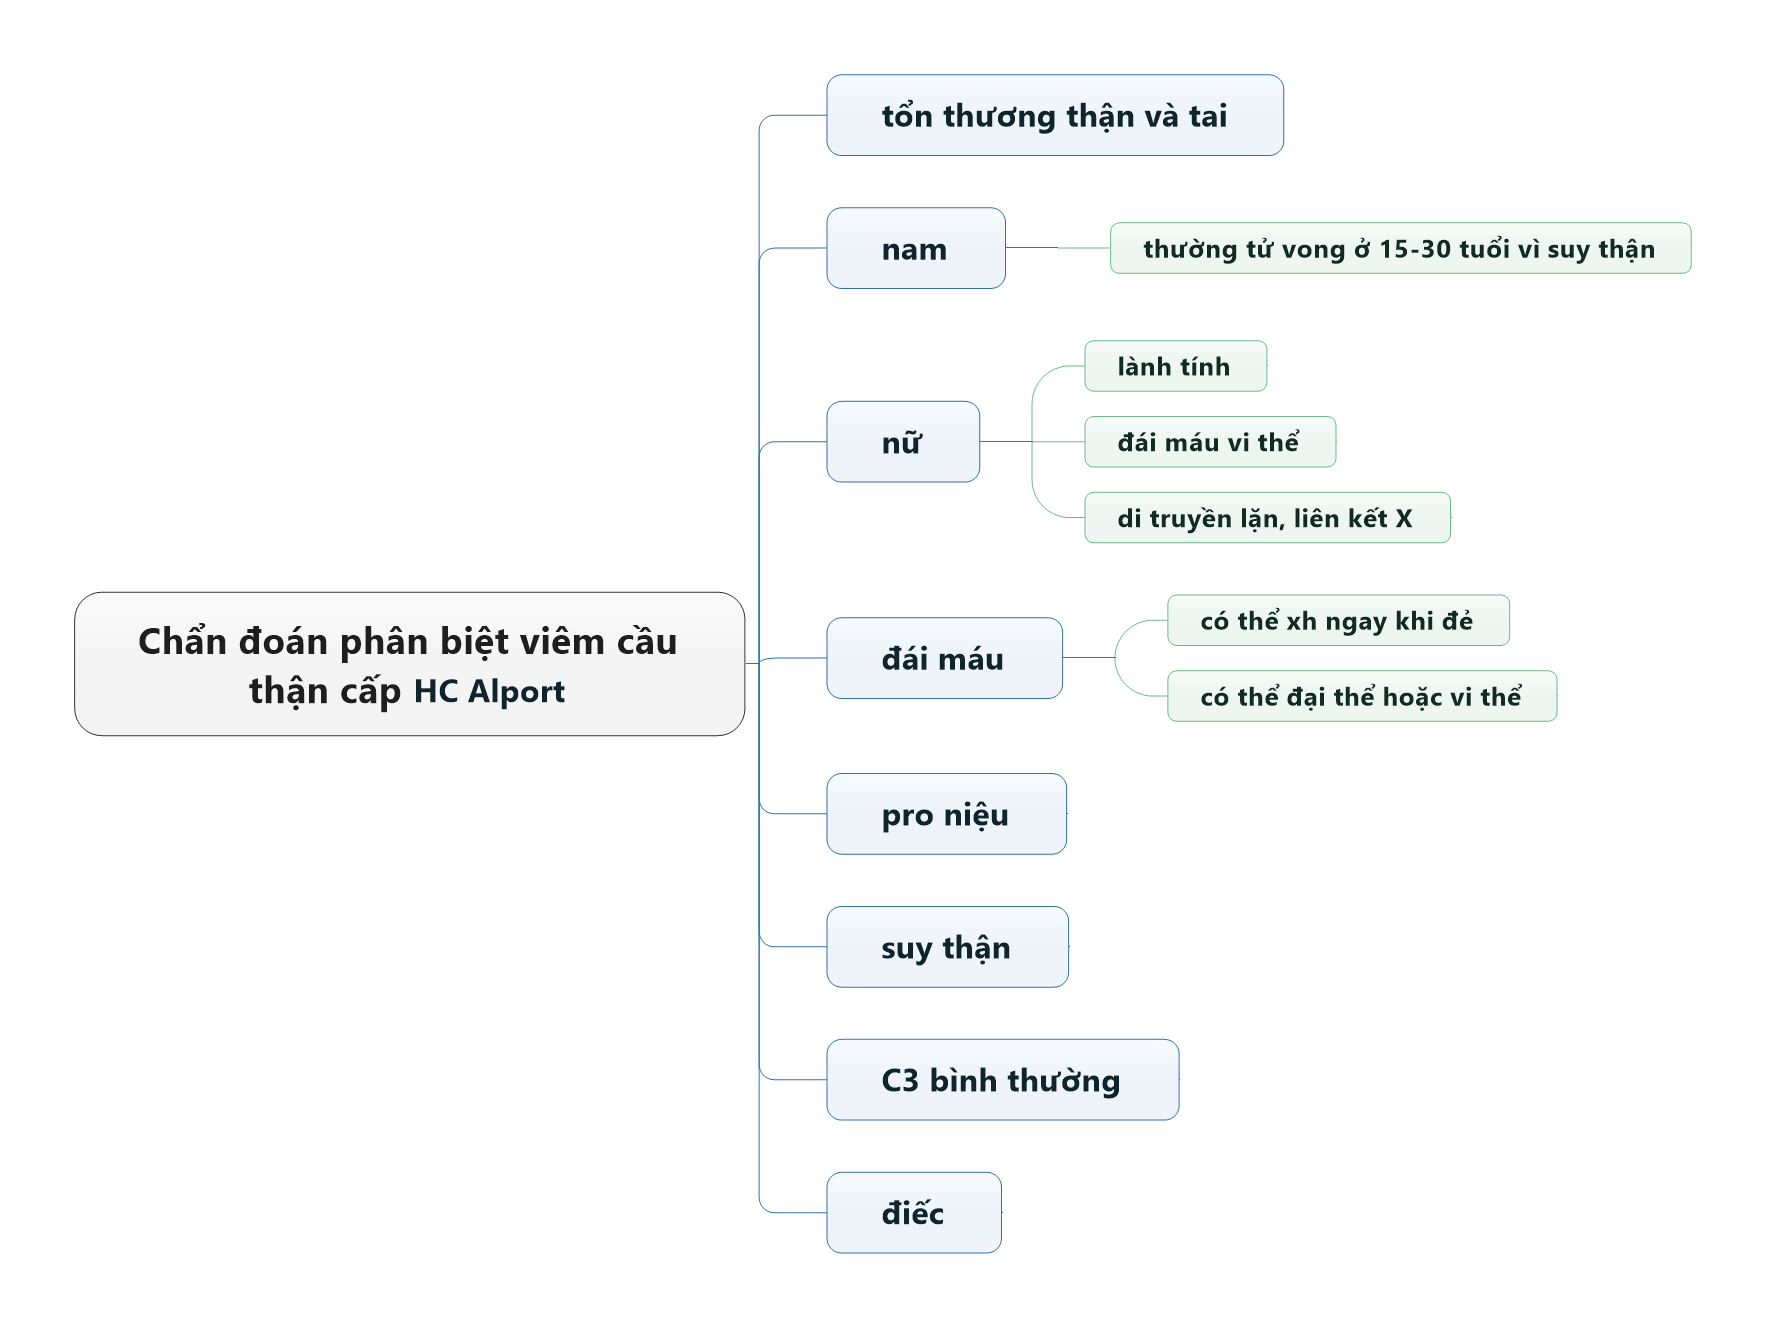 Chẩn đoán phân biệt viêm cầu
thận cấp HC Alport
tổn thương thận và tai
nam
thường tử vong ở 15-30 tuổi vì suy thận
nữ
lành tính
đái máu vi thể
di truyền lặn, liên kết X
đái máu
có thể xh ngay khi đẻ
có thể đại thể hoặc vi thể
pro niệu
suy thận
C3 bình thường
điếc